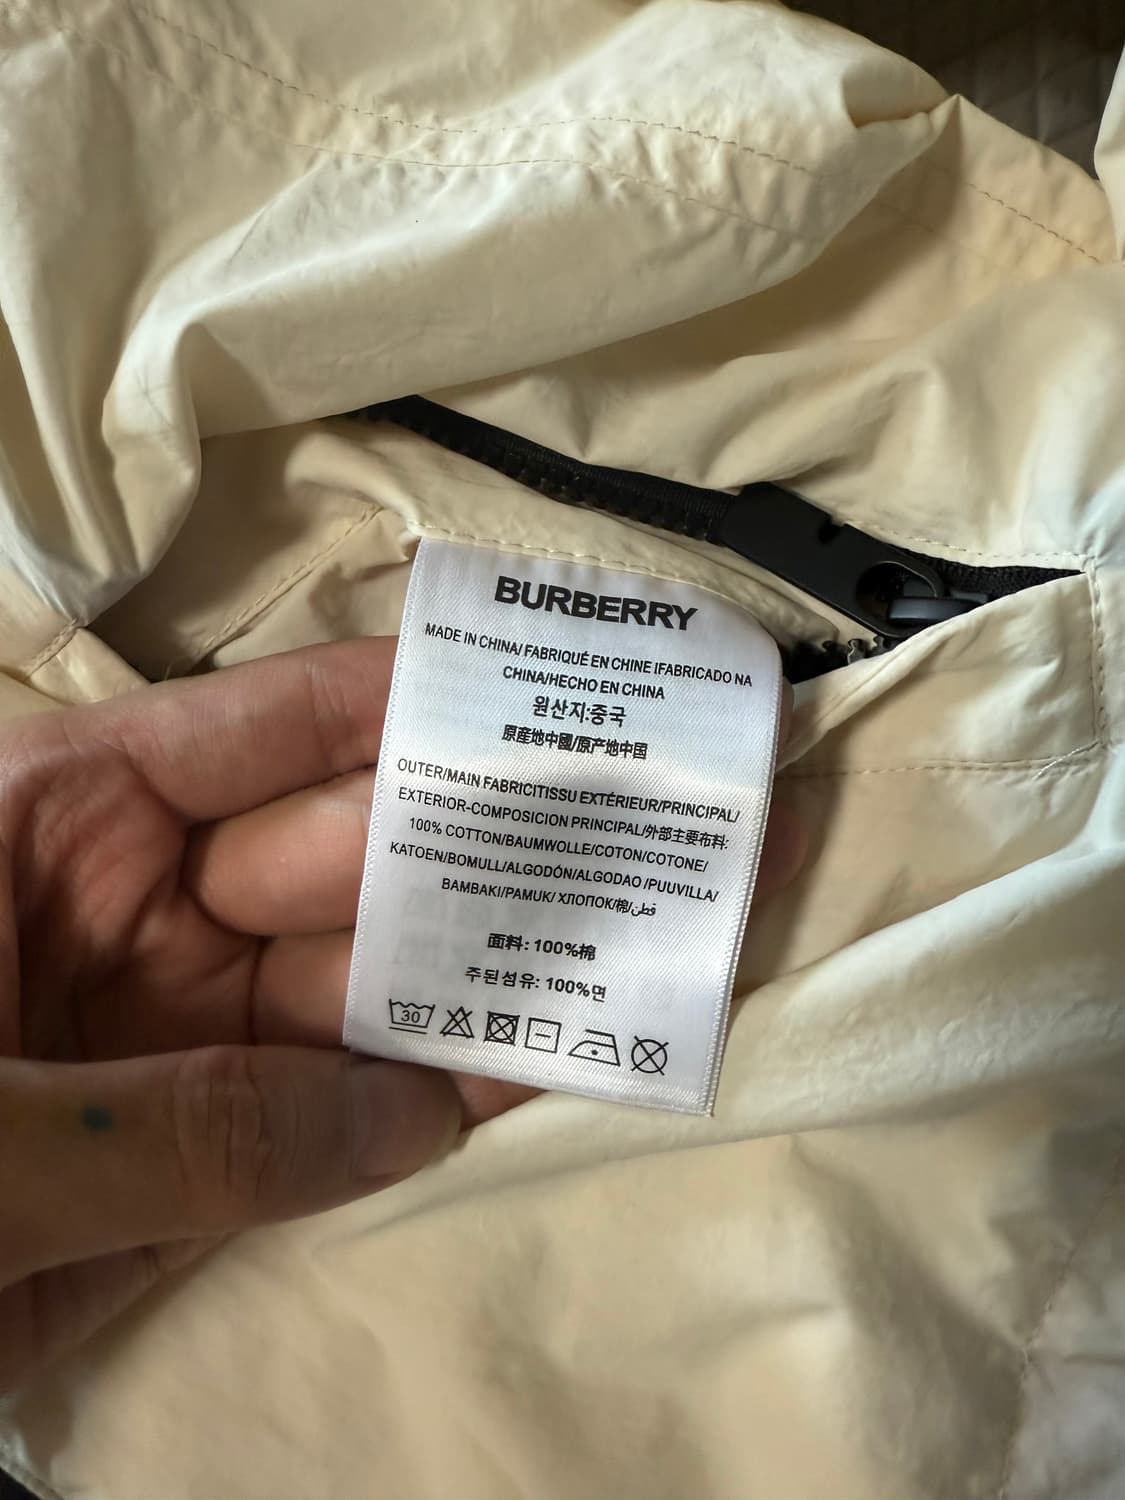 BURBERRY
MADE IN CHINA/ FABRIQUÉ EN CHINE IFABRICADO NA
CHINA/HECHO EN CHINA
원산지:중국
原産地中國/原产地中国
OUTER/MAIN FABRICITISSU EXTÉRIEUR/PRINCIPAL/
EXTERIOR-COMPOSICION PRINCIPAL/外部主要布料:
100% COTTON/BAUMWOLLE/COTON/COTONE/
KATOEN/BOMULL/ALGODÓN/ALGODAO /PUUVILLA/
BAMBAKI/PAMUK/ ХЛОПОК/棉/قطن
面料: 100%棉
주된섬유: 100%면
30